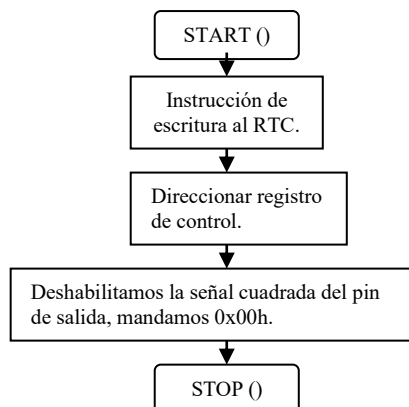 START ()
Instrucción de
escritura al RTC.
Direccionar registro
de control.
Deshabilitamos la señal cuadrada del pin
de salida, mandamos 0x00h.
STOP ()